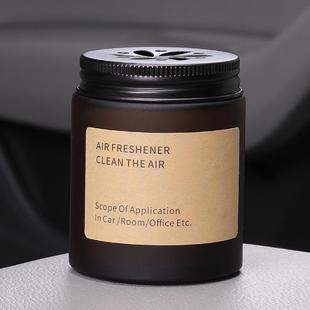 AIR FRESHENER
CLEAN THE AIR
Scope Of Application
In Car /Room/Office Etc.